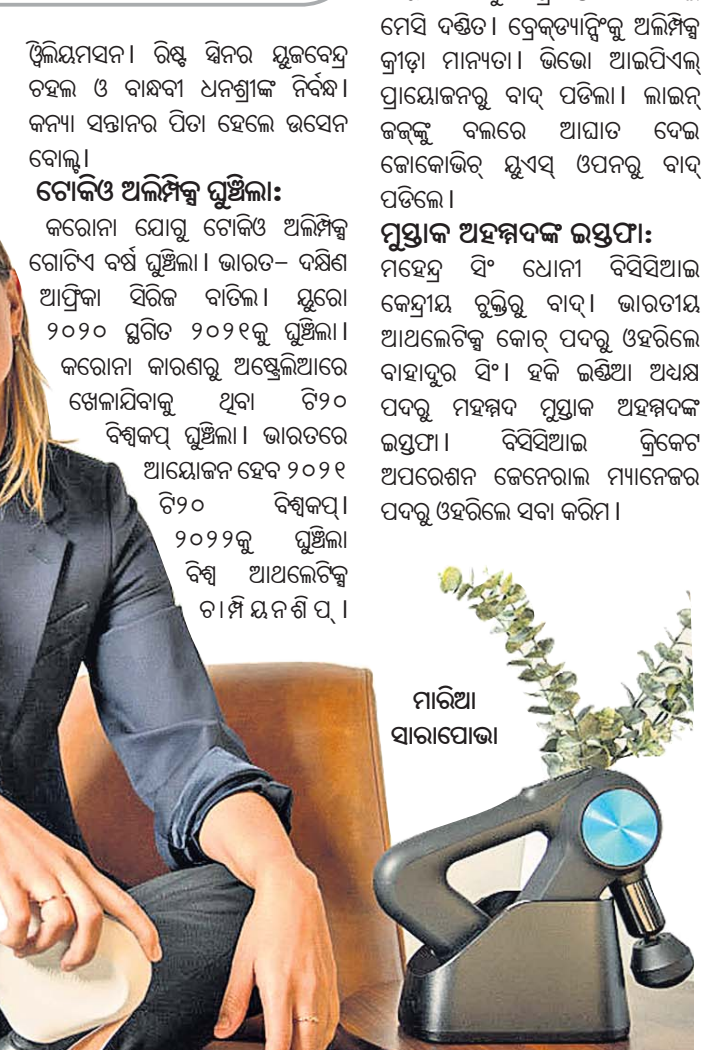 ୱିଲିୟମସନ। ରିଷ୍ଟ ସ୍ପିନର ୟୁଜବେନ୍ଦ୍ର
ଚହଲ ଓ ବାନ୍ଧବୀ ଧନଶ୍ରୀଙ୍କ ନିର୍ବନ୍ଧ।
କନ୍ୟା ସନ୍ତାନର ପିତା ହେଲେ ଉସେନ
ବୋଲ୍ଟ।
ଟୋକିଓ ଅଲିମ୍ପିକ୍ସ ଘୁଞ୍ଚିଲା:
କରୋନା ଯୋଗୁ ଟୋକିଓ ଅଲିମ୍ପିକ୍ସ
ଗୋଟିଏ ବର୍ଷ ଘୁଞ୍ଚିଲା। ଭାରତ– ଦକ୍ଷିଣ
ଆଫ୍ରିକା ସିରିଜ ବାତିଲ। ୟୁରୋ
୨୦୨୦ ସ୍ଥଗିତ ୨୦୨୧କୁ ଘୁଞ୍ଚିଲା।
କରୋନା କାରଣରୁ ଅଷ୍ଟ୍ରେଲିଆରେ
ଖେଳାଯିବାକୁ ଥିବା ଟି୨୦
ବିଶ୍ୱକପ୍ ଘୁଞ୍ଚିଲା। ଭାରତରେ
ଆୟୋଜନ ହେବ ୨୦୨୧
ଟି୨୦ ବିଶ୍ୱକପ୍।
୨୦୨୨କୁ ଘୁଞ୍ଚିଲା
ବିଶ୍ୱ ଆଥଲେଟିକ୍ସ
ଚାମ୍ପିୟନଶିପ୍।
ମେସି ଦଣ୍ଡିତ। ବ୍ରେକ୍‌ଡ୍ୟାନ୍ସିଂକୁ ଅଲିମ୍ପିକ୍ସ
କ୍ରୀଡ଼ା ମାନ୍ୟତା। ଭିଭୋ ଆଇପିଏଲ୍
ପ୍ରାୟୋଜନରୁ ବାଦ୍ ପଡିଲା। ଲାଇନ୍
ଜଜ୍‌ଙ୍କୁ ବଲରେ ଆଘାତ ଦେଇ
ଜୋକୋଭିଚ୍ ୟୁଏସ୍ ଓପନରୁ ବାଦ୍
ପଡିଲେ।
ମୁସ୍ତାକ ଅହମ୍ମଦଙ୍କ ଇସ୍ତଫା:
ମହେନ୍ଦ୍ର ସିଂ ଧୋନୀ ବିସିସିଆଇ
କେନ୍ଦ୍ରୀୟ ଚୁକ୍ତିରୁ ବାଦ୍। ଭାରତୀୟ
ଆଥଲେଟିକ୍ସ କୋଚ୍ ପଦରୁ ଓହରିଲେ
ବାହାଦୁର ସିଂ। ହକି ଇଣ୍ଡିଆ ଅଧ୍ୟକ୍ଷ
ପଦରୁ ମହମ୍ମଦ ମୁସ୍ତାକ ଅହମ୍ମଦଙ୍କ
ଇସ୍ତଫା। ବିସିସିଆଇ କ୍ରିକେଟ
ଅପରେଶନ ଜେନେରାଲ ମ୍ୟାନେଜର
ପଦରୁ ଓହରିଲେ ସବା କରିମ।
ମାରିଆ
ସାରାପୋଭା